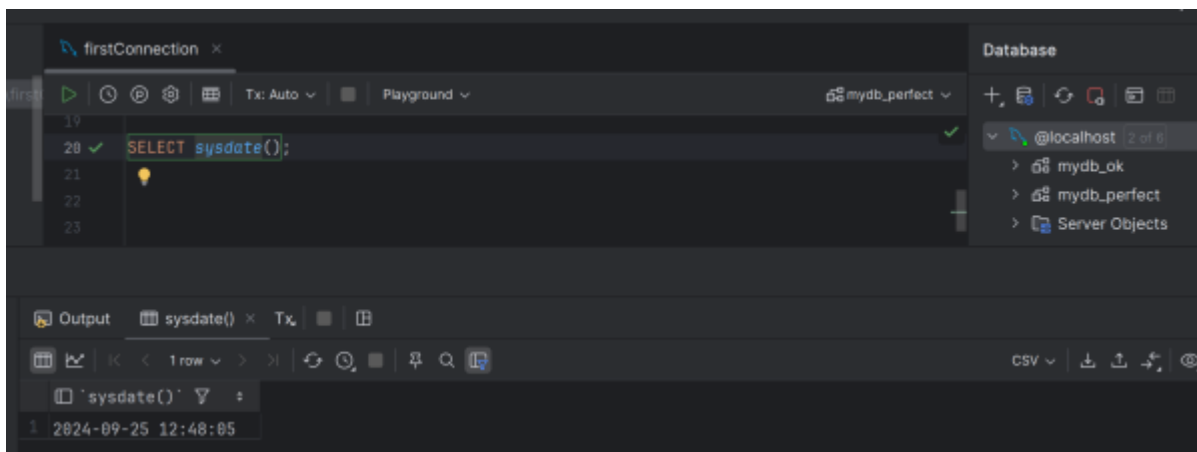 firstConnection
Database
Tx: Auto
Playground
mydb_perfect
19
20 SELECT sysdate();
21
22
23
@localhost 2 of 6
mydb_ok
mydb_perfect
Server Objects
Output
sysdate()
Tx
1 row
CSV
`sysdate()`
1 2024-09-25 12:48:05